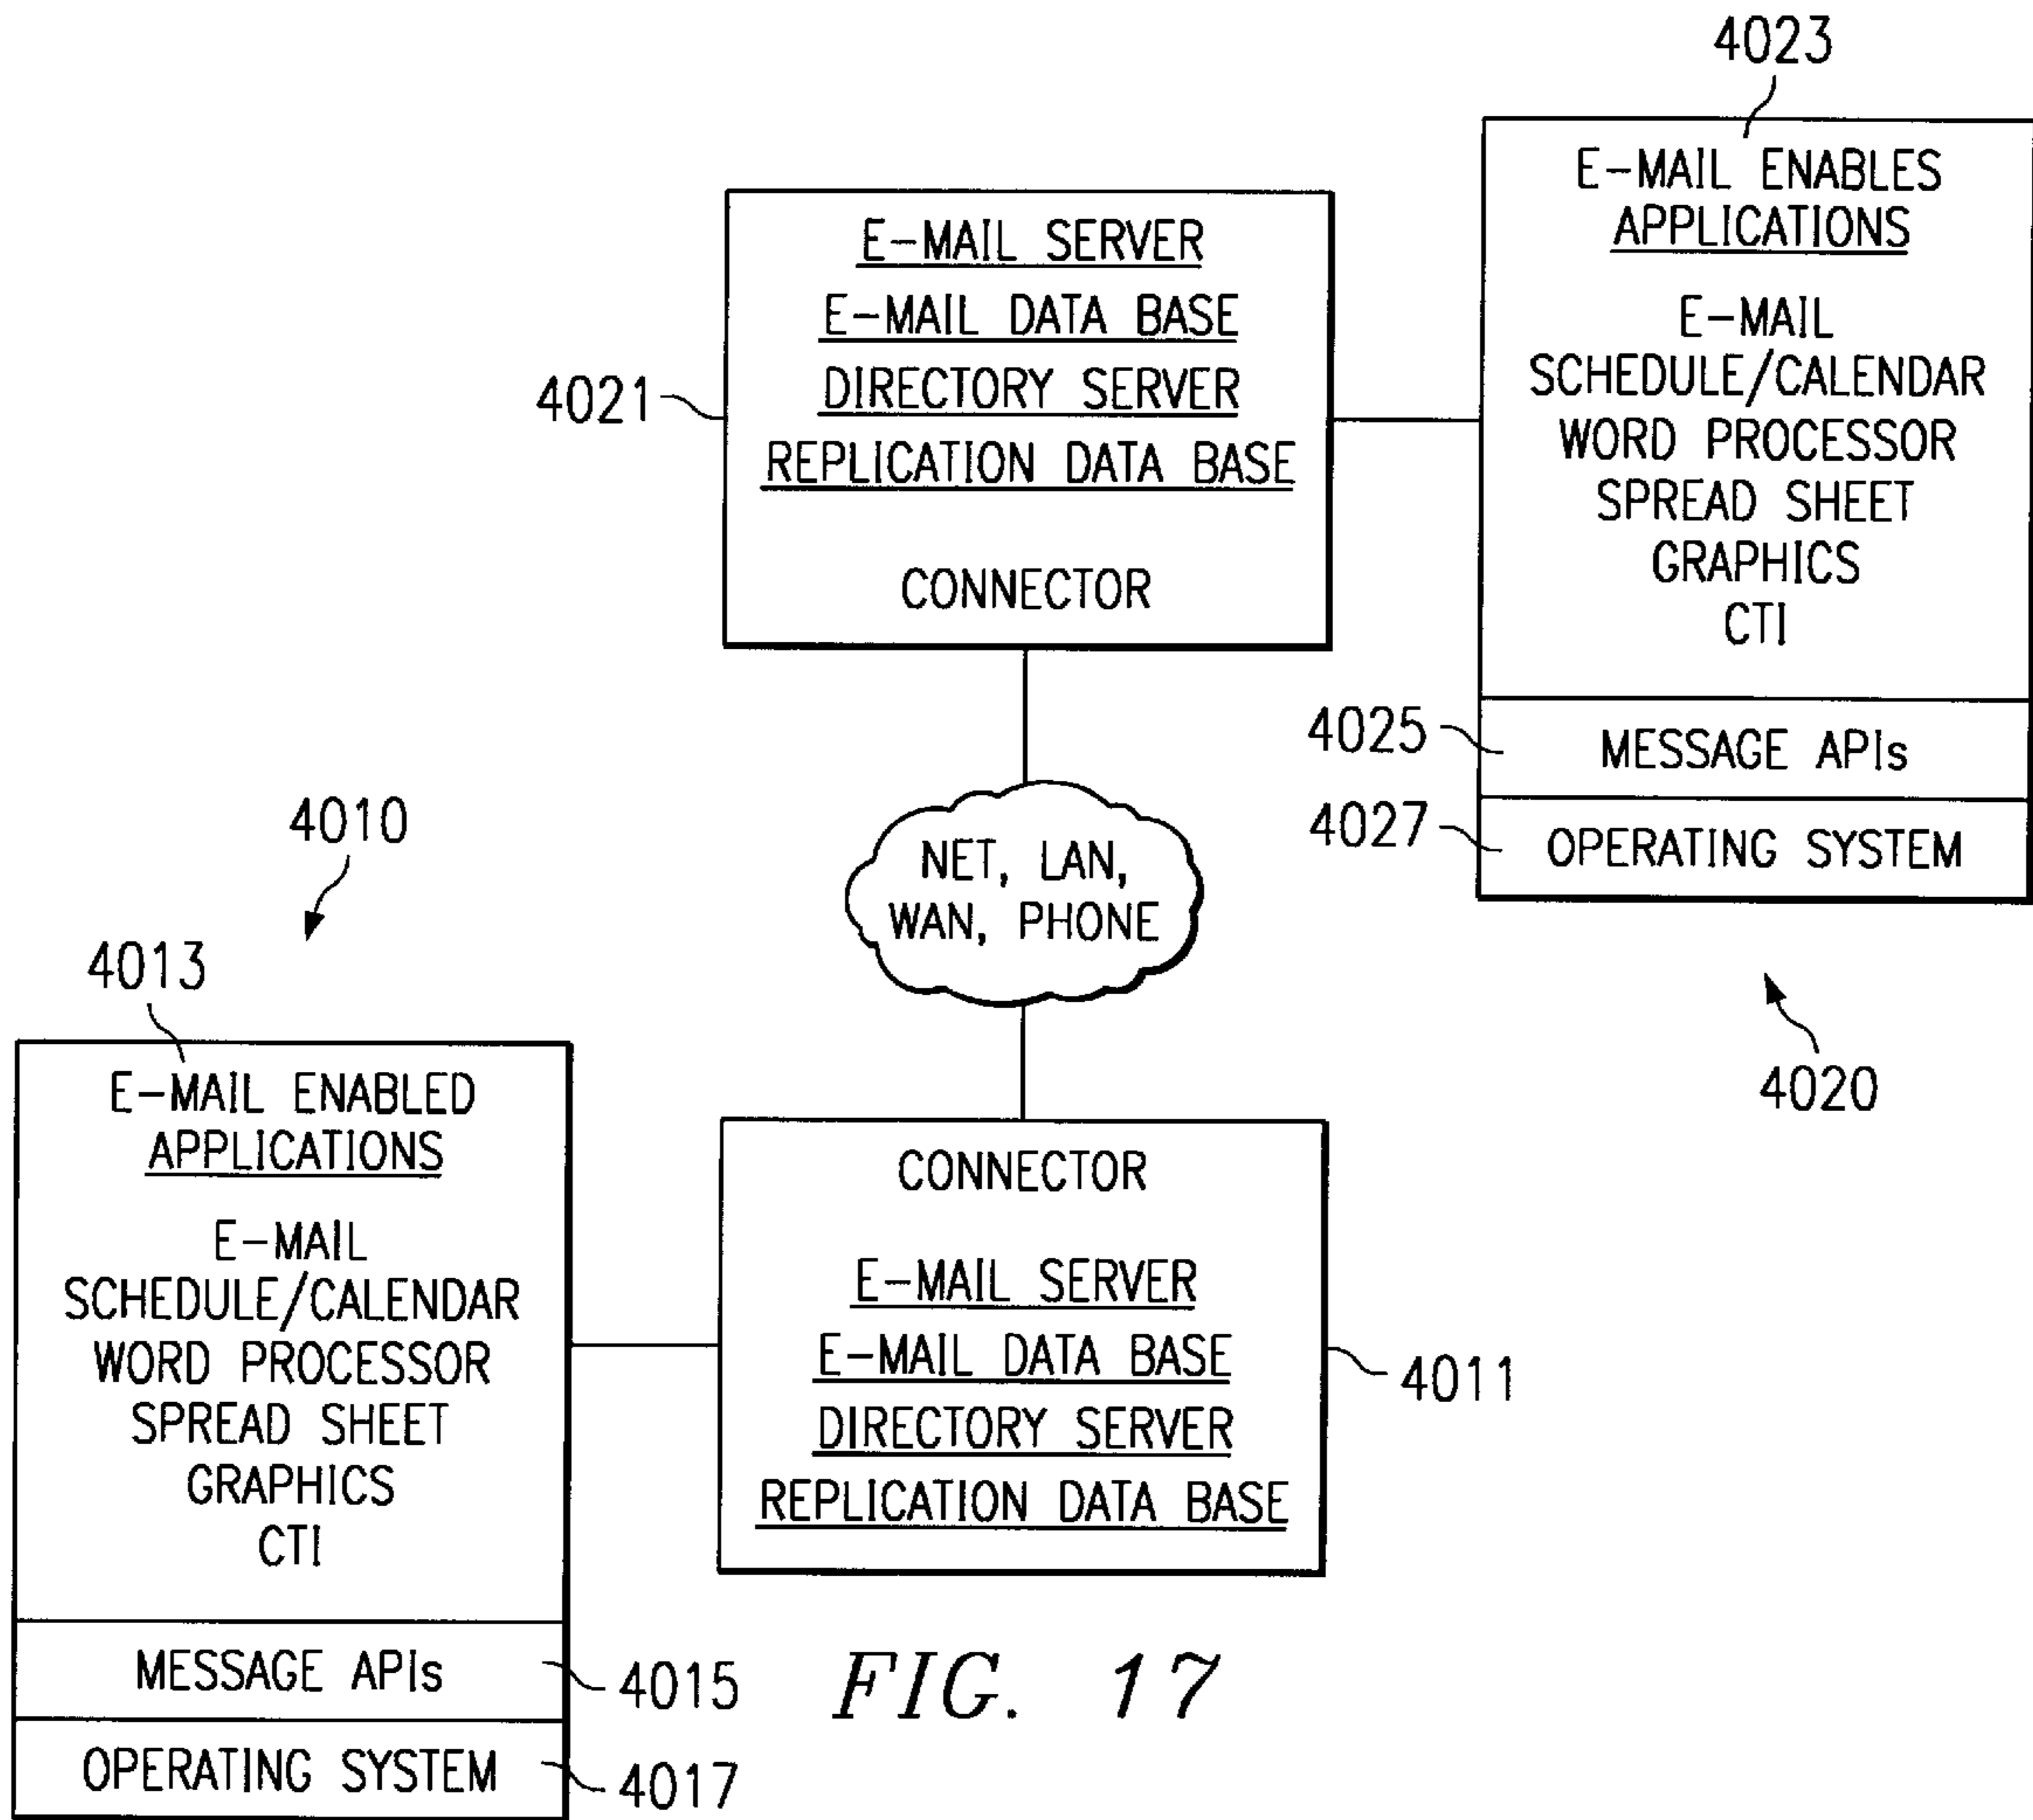 4023
E-MAIL ENABLES
APPLICATIONS
E-MAIL
SCHEDULE/CALENDAR
WORD PROCESSOR
SPREAD SHEET
GRAPHICS
CTI
4025
MESSAGE APIs
4027
OPERATING SYSTEM
4020
E-MAIL SERVER
E-MAIL DATA BASE
DIRECTORY SERVER
REPLICATION DATA BASE
CONNECTOR
4021
NET, LAN,
WAN, PHONE
4010
4013
E-MAIL ENABLED
APPLICATIONS
E-MAIL
SCHEDULE/CALENDAR
WORD PROCESSOR
SPREAD SHEET
GRAPHICS
CTI
MESSAGE APIs
4015
OPERATING SYSTEM
4017
CONNECTOR
E-MAIL SERVER
E-MAIL DATA BASE
DIRECTORY SERVER
REPLICATION DATA BASE
4011
FIG. 17